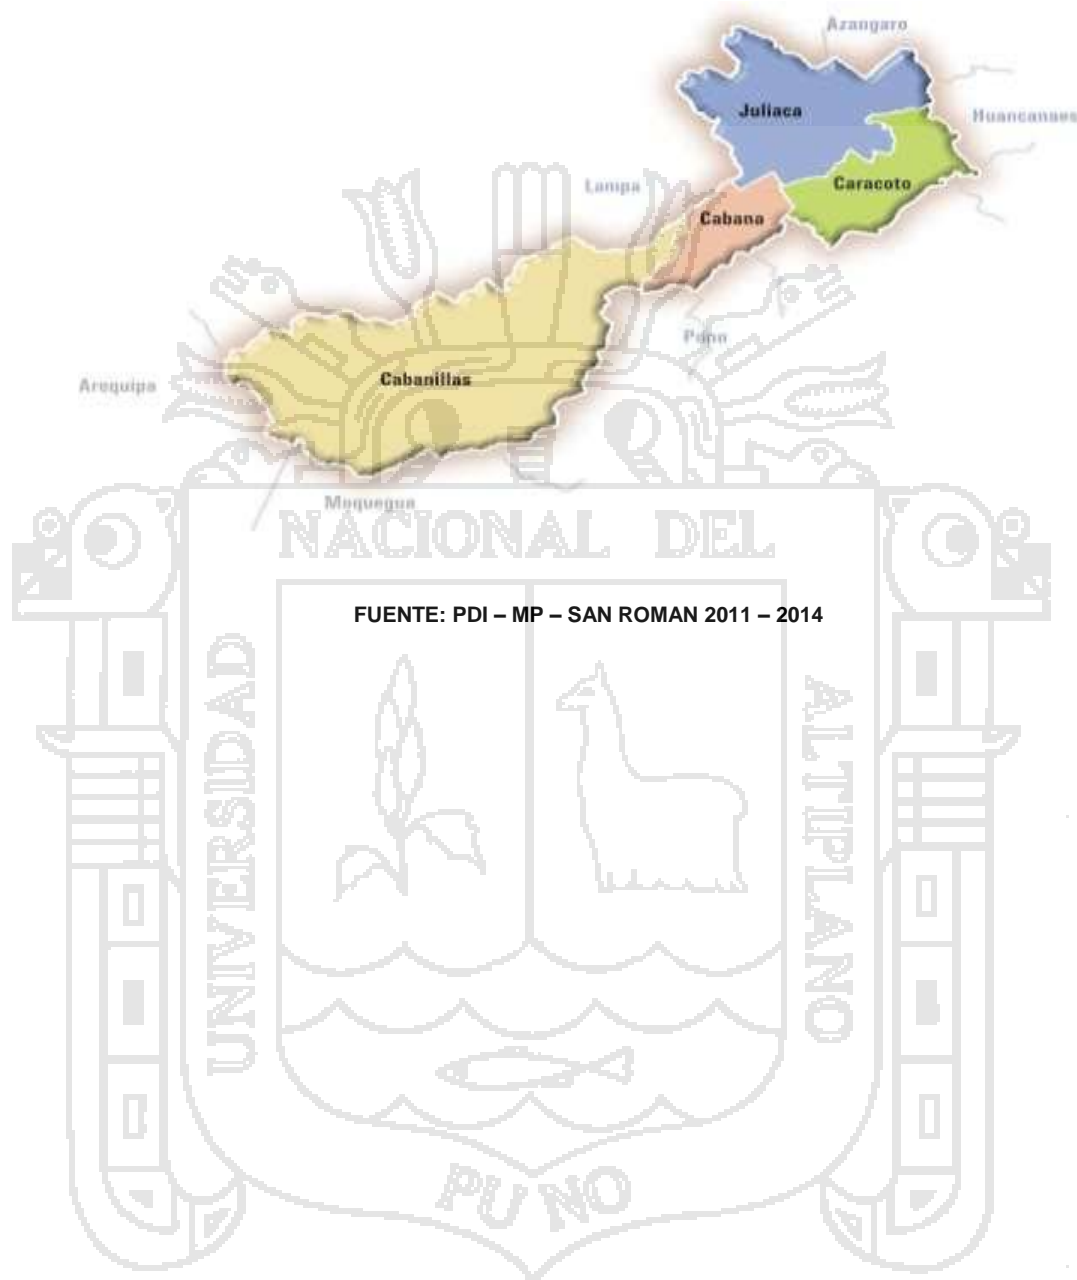 Azangaro
Juliaca
Huancanaes
Lampa
Caracoto
Cabana
Puno
Arequipa
Cabanillas
Moquegua
NACIONAL DEL
FUENTE: PDI – MP – SAN ROMAN 2011 – 2014
UNIVERSIDAD
ALTIPLANO
PUNO